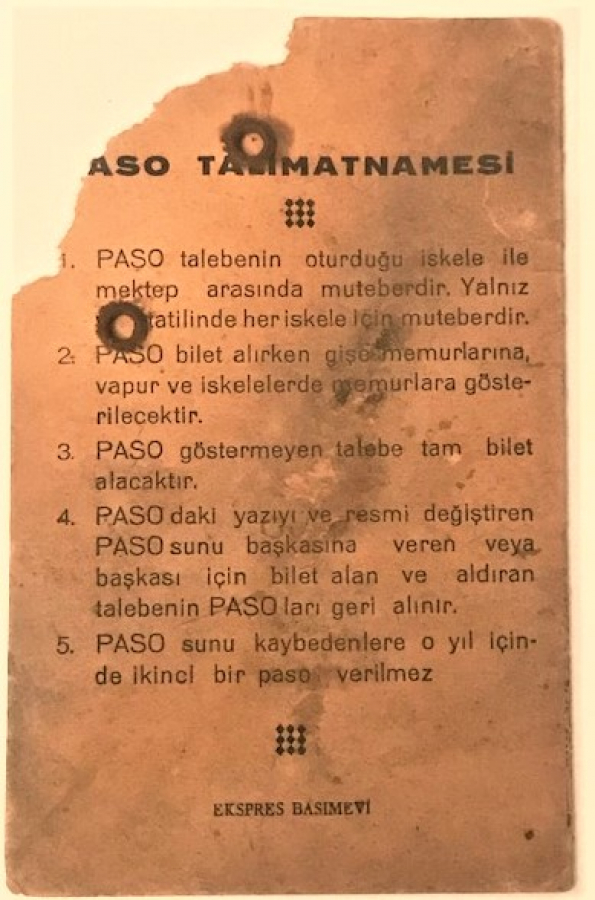 ASO TALİMATNAMESİ
1. PASO talebenin oturduğu iskele ile
mektep arasında muteberdir. Yalnız
tatilinde her iskele için muteberdir.
2. PASO bilet alırken gişe memurlarına,
vapur ve iskelelerde memurlara göste-
rilecektir.
3. PASO göstermeyen talebe tam bilet
alacaktır.
4. PASO daki yazıyı ve resmi değiştiren
PASO sunu başkasına veren veya
başkası için bilet alan ve aldıran
talebenin PASO ları geri alınır.
5. PASO sunu kaybedenlere o yıl için-
de ikinci bir paso verilmez
EKSPRES BASIMEVİ